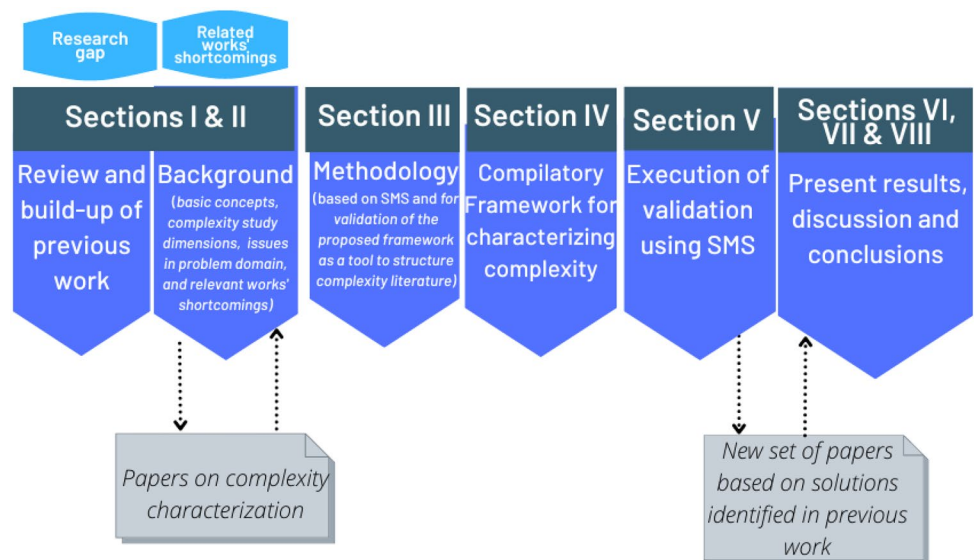 Research
gap
Related
works'
shortcomings
Sections I & II
Review and
build-up of
previous
work
Background
(basic concepts,
complexity study
dimensions, issues
in problem domain,
and relevant works'
shortcomings)
Section III
Methodology
(based on SMS and for
validation of the
proposed framework
as a tool to structure
complexity literature)
Section IV
Compilatory
Framework for
characterizing
complexity
Section V
Execution of
validation
using SMS
Sections VI,
VII & VIII
Present results,
discussion and
conclusions
Papers on complexity
characterization
New set of papers
based on solutions
identified in previous
work